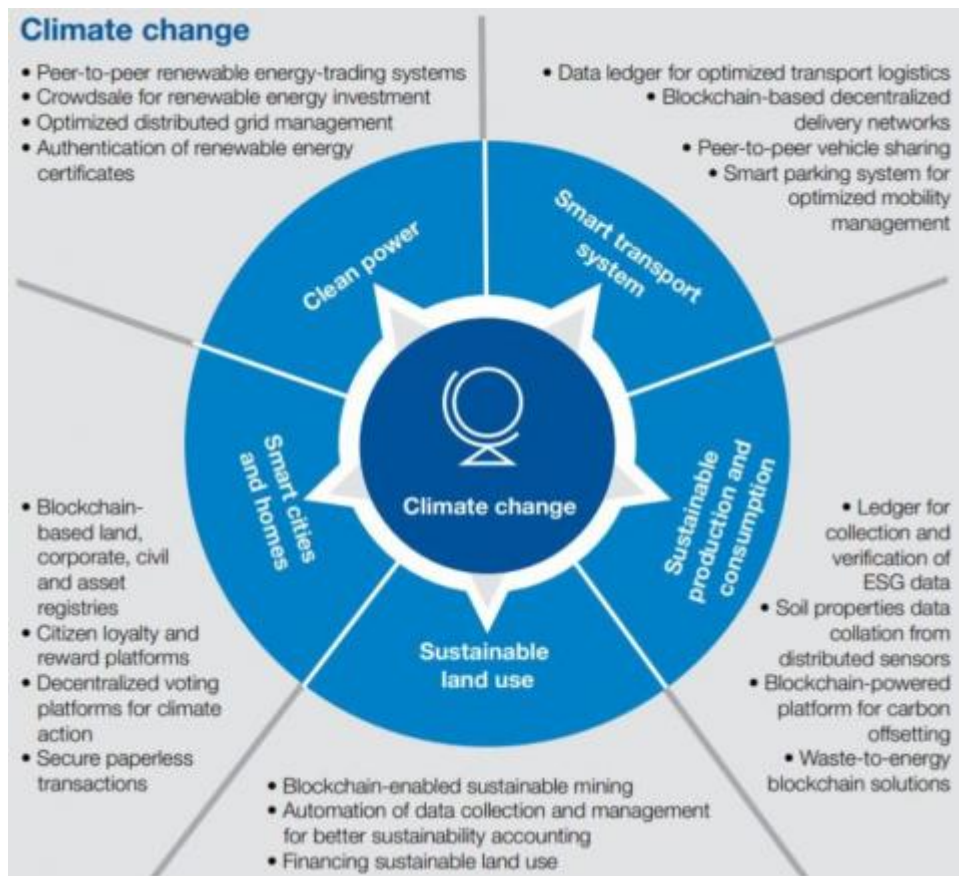 Climate change
• Peer-to-peer renewable energy-trading systems
• Crowdsale for renewable energy investment
• Optimized distributed grid management
• Authentication of renewable energy
certificates
• Data ledger for optimized transport logistics
• Blockchain-based decentralized
delivery networks
• Peer-to-peer vehicle sharing
• Smart parking system for
optimized mobility
management
Clean power
Smart transport
system
Smart cities
and homes
Climate change
Sustainable
production and
consumption
Sustainable
land use
• Blockchain-
based land,
corporate, civil
and asset
registries
• Citizen loyalty and
reward platforms
• Decentralized voting
platforms for climate
action
• Secure paperless
transactions
• Ledger for
collection and
verification of
ESG data
• Soil properties data
collation from
distributed sensors
• Blockchain-powered
platform for carbon
offsetting
• Waste-to-energy
blockchain solutions
• Blockchain-enabled sustainable mining
• Automation of data collection and management
for better sustainability accounting
• Financing sustainable land use